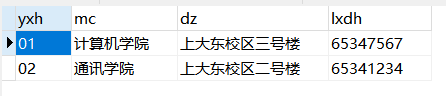 yxh mc dz lxdh
01 计算机学院 上大东校区三号楼 65347567
02 通讯学院 上大东校区二号楼 65341234